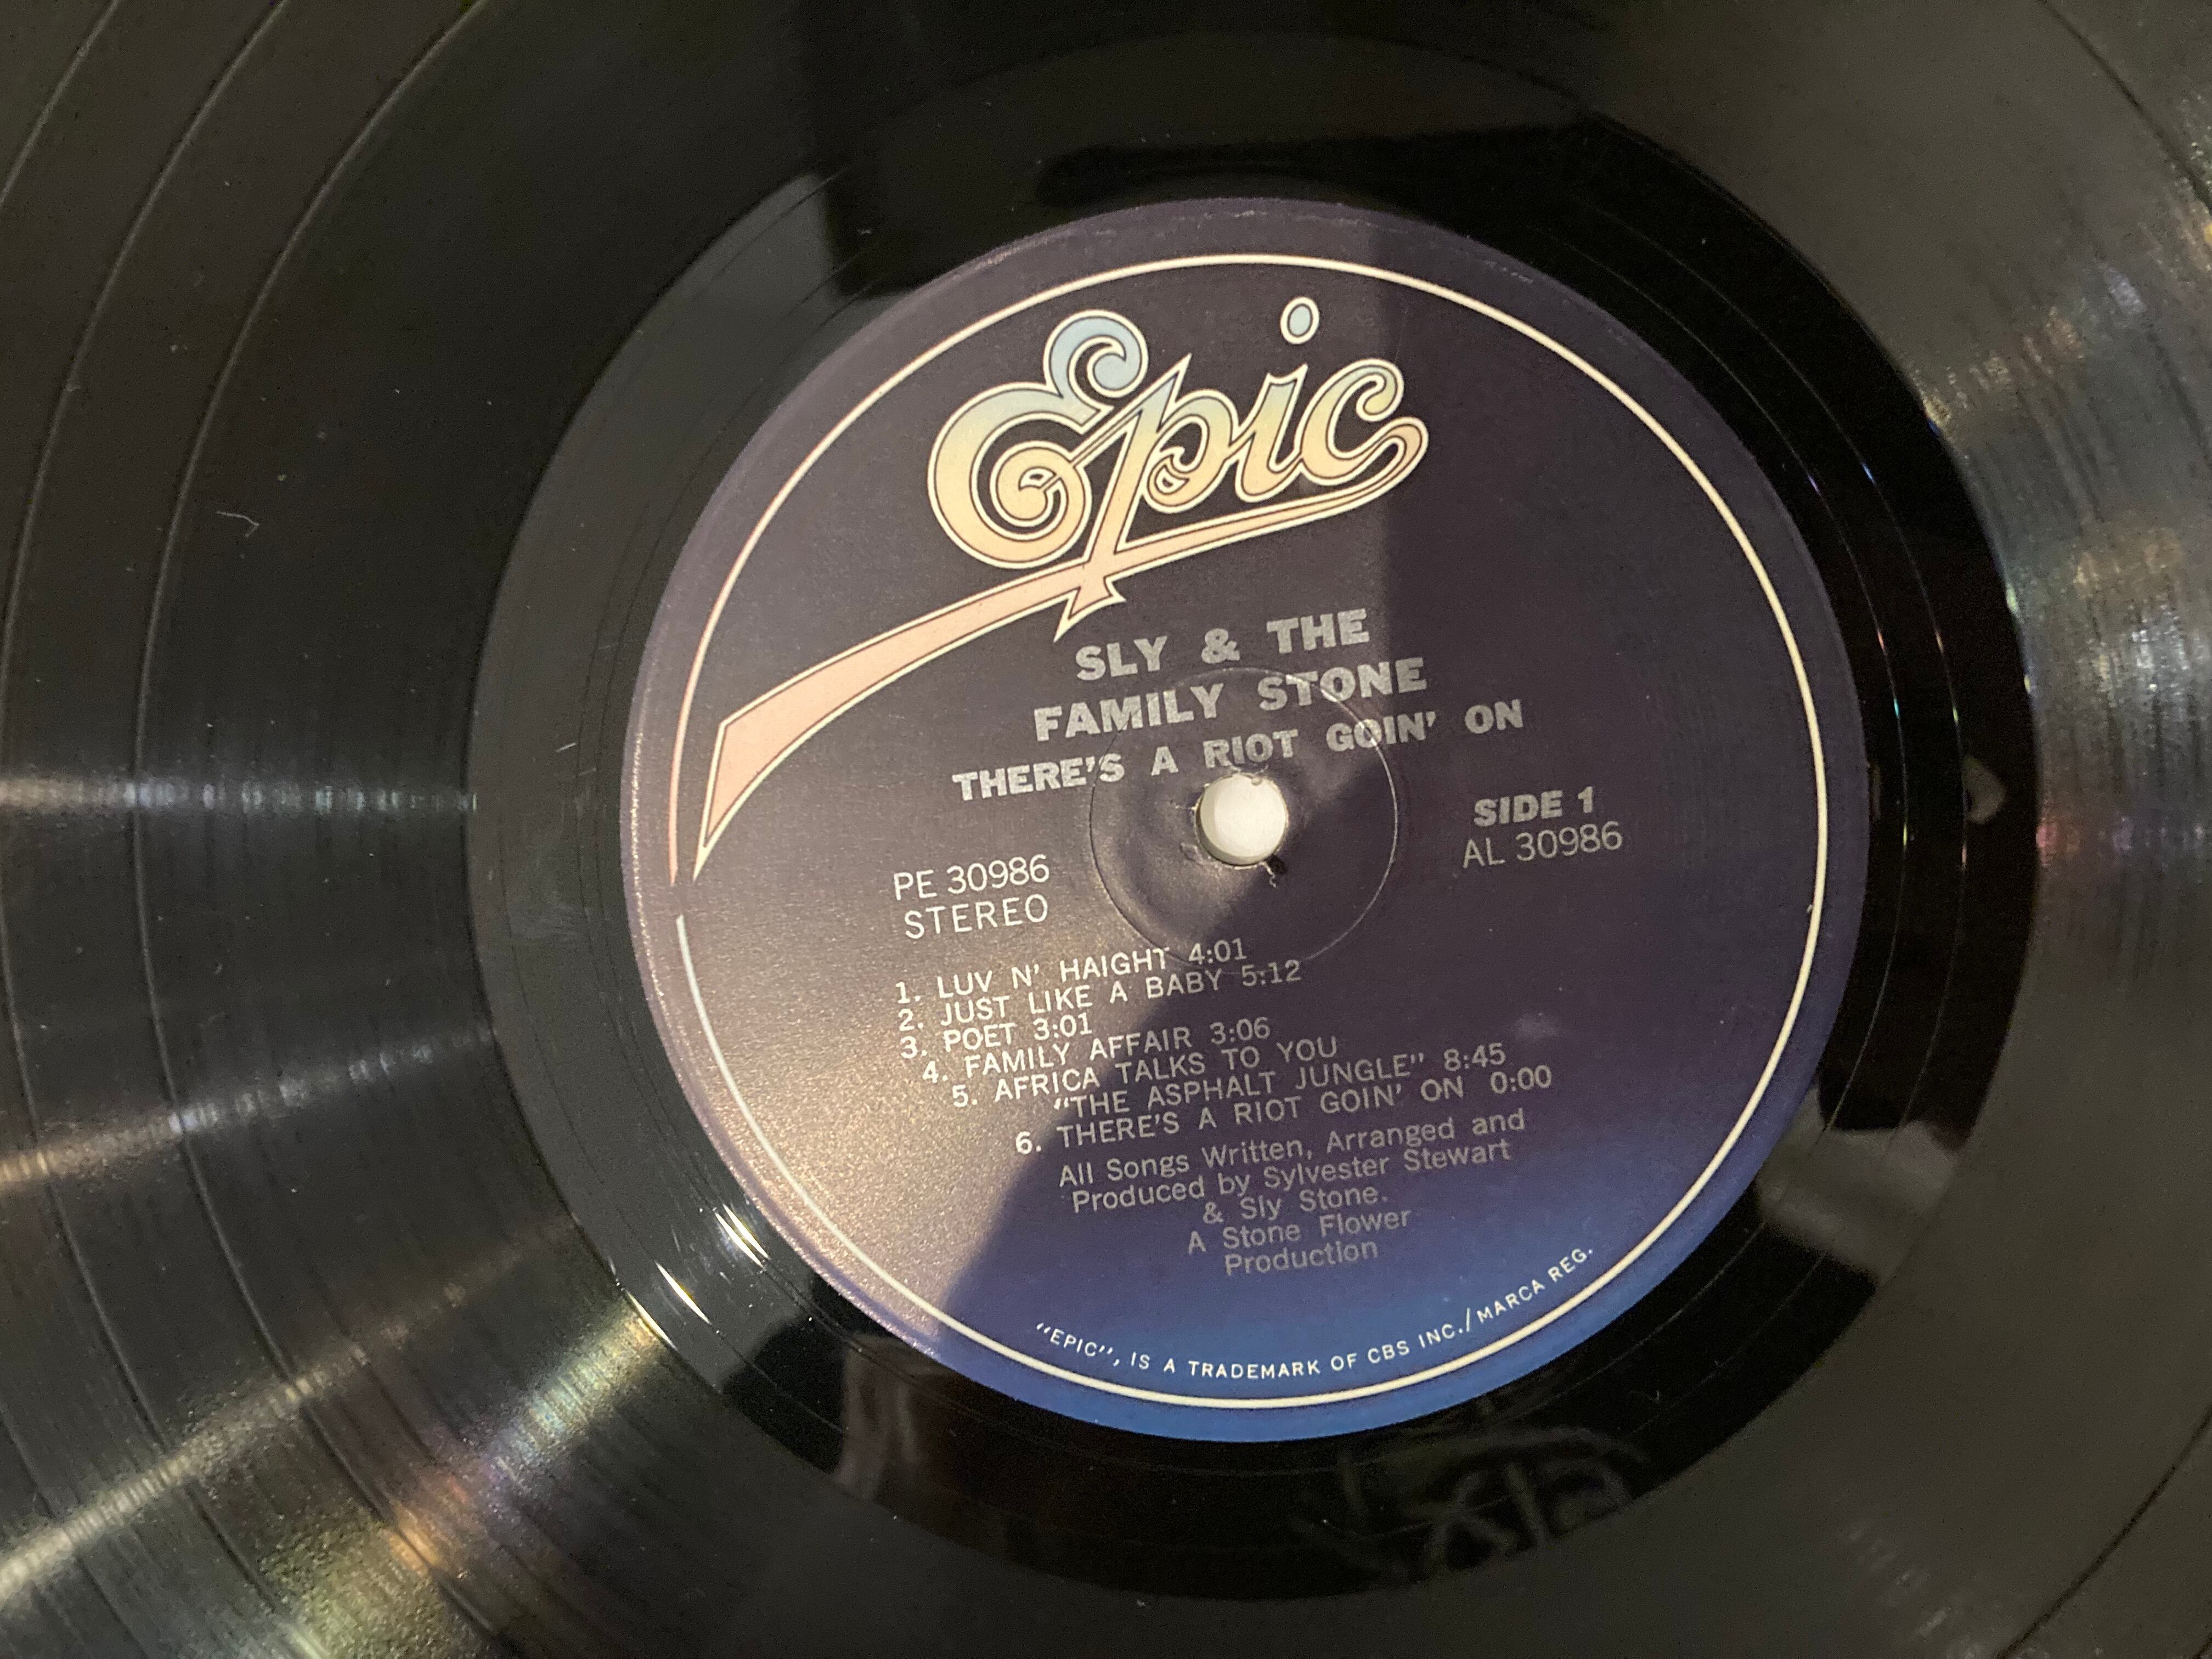 Epic
SLY & THE
FAMILY STONE
THERE'S A RIOT GOIN' ON
SIDE 1
AL 30986
PE 30986
STEREO
1. LUV N' HAIGHT 4:01
2. JUST LIKE A BABY 5:12
3. POET 3:01
4. FAMILY AFFAIR 3:06
5. AFRICA TALKS TO YOU
"THE ASPHALT JUNGLE" 8:45
6. THERE'S A RIOT GOIN' ON 0:00
All Songs Written, Arranged and
Produced by Sylvester Stewart
& Sly Stone.
A Stone Flower
Production
"EPIC", IS A TRADEMARK OF CBS INC./MARCA REG.